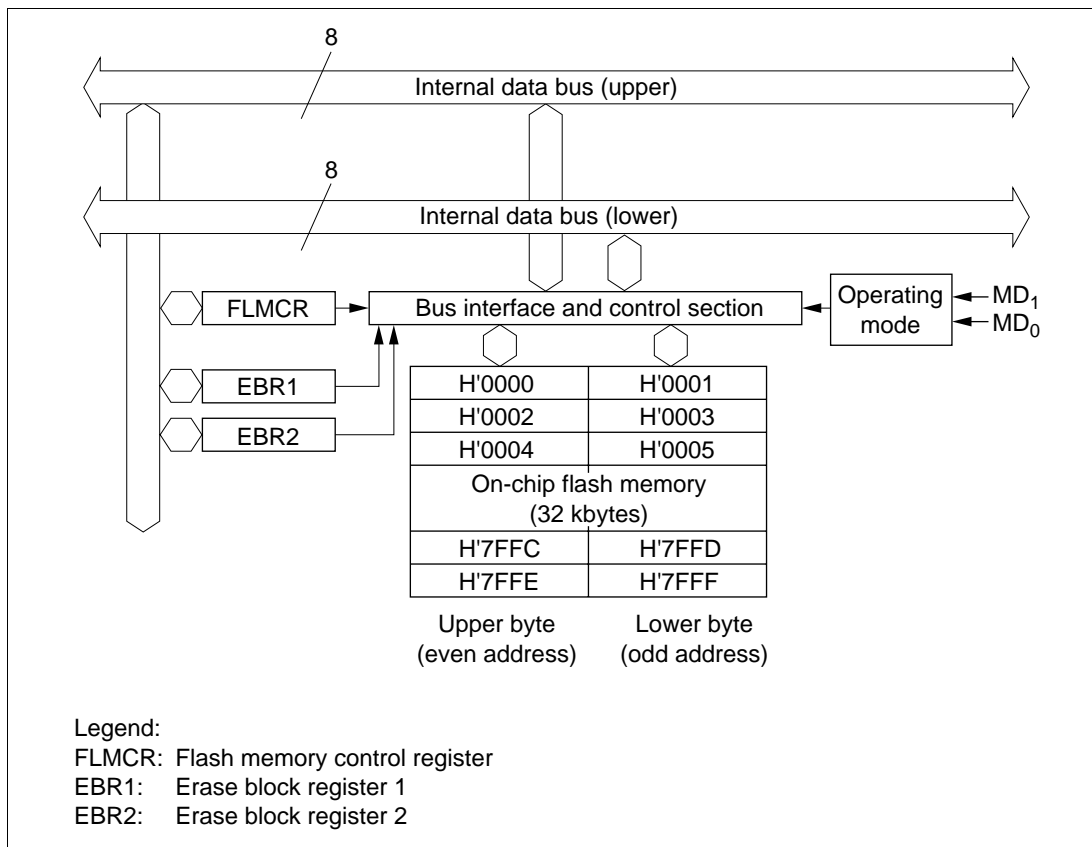 8
Internal data bus (upper)
8
Internal data bus (lower)
FLMCR
Bus interface and control section
Operating
mode
MD1
MD0
EBR1
EBR2
H'0000 H'0001
H'0002 H'0003
H'0004 H'0005
On-chip flash memory
(32 kbytes)
H'7FFC H'7FFD
H'7FFE H'7FFF
Upper byte
(even address)
Lower byte
(odd address)
Legend:
FLMCR: Flash memory control register
EBR1: Erase block register 1
EBR2: Erase block register 2